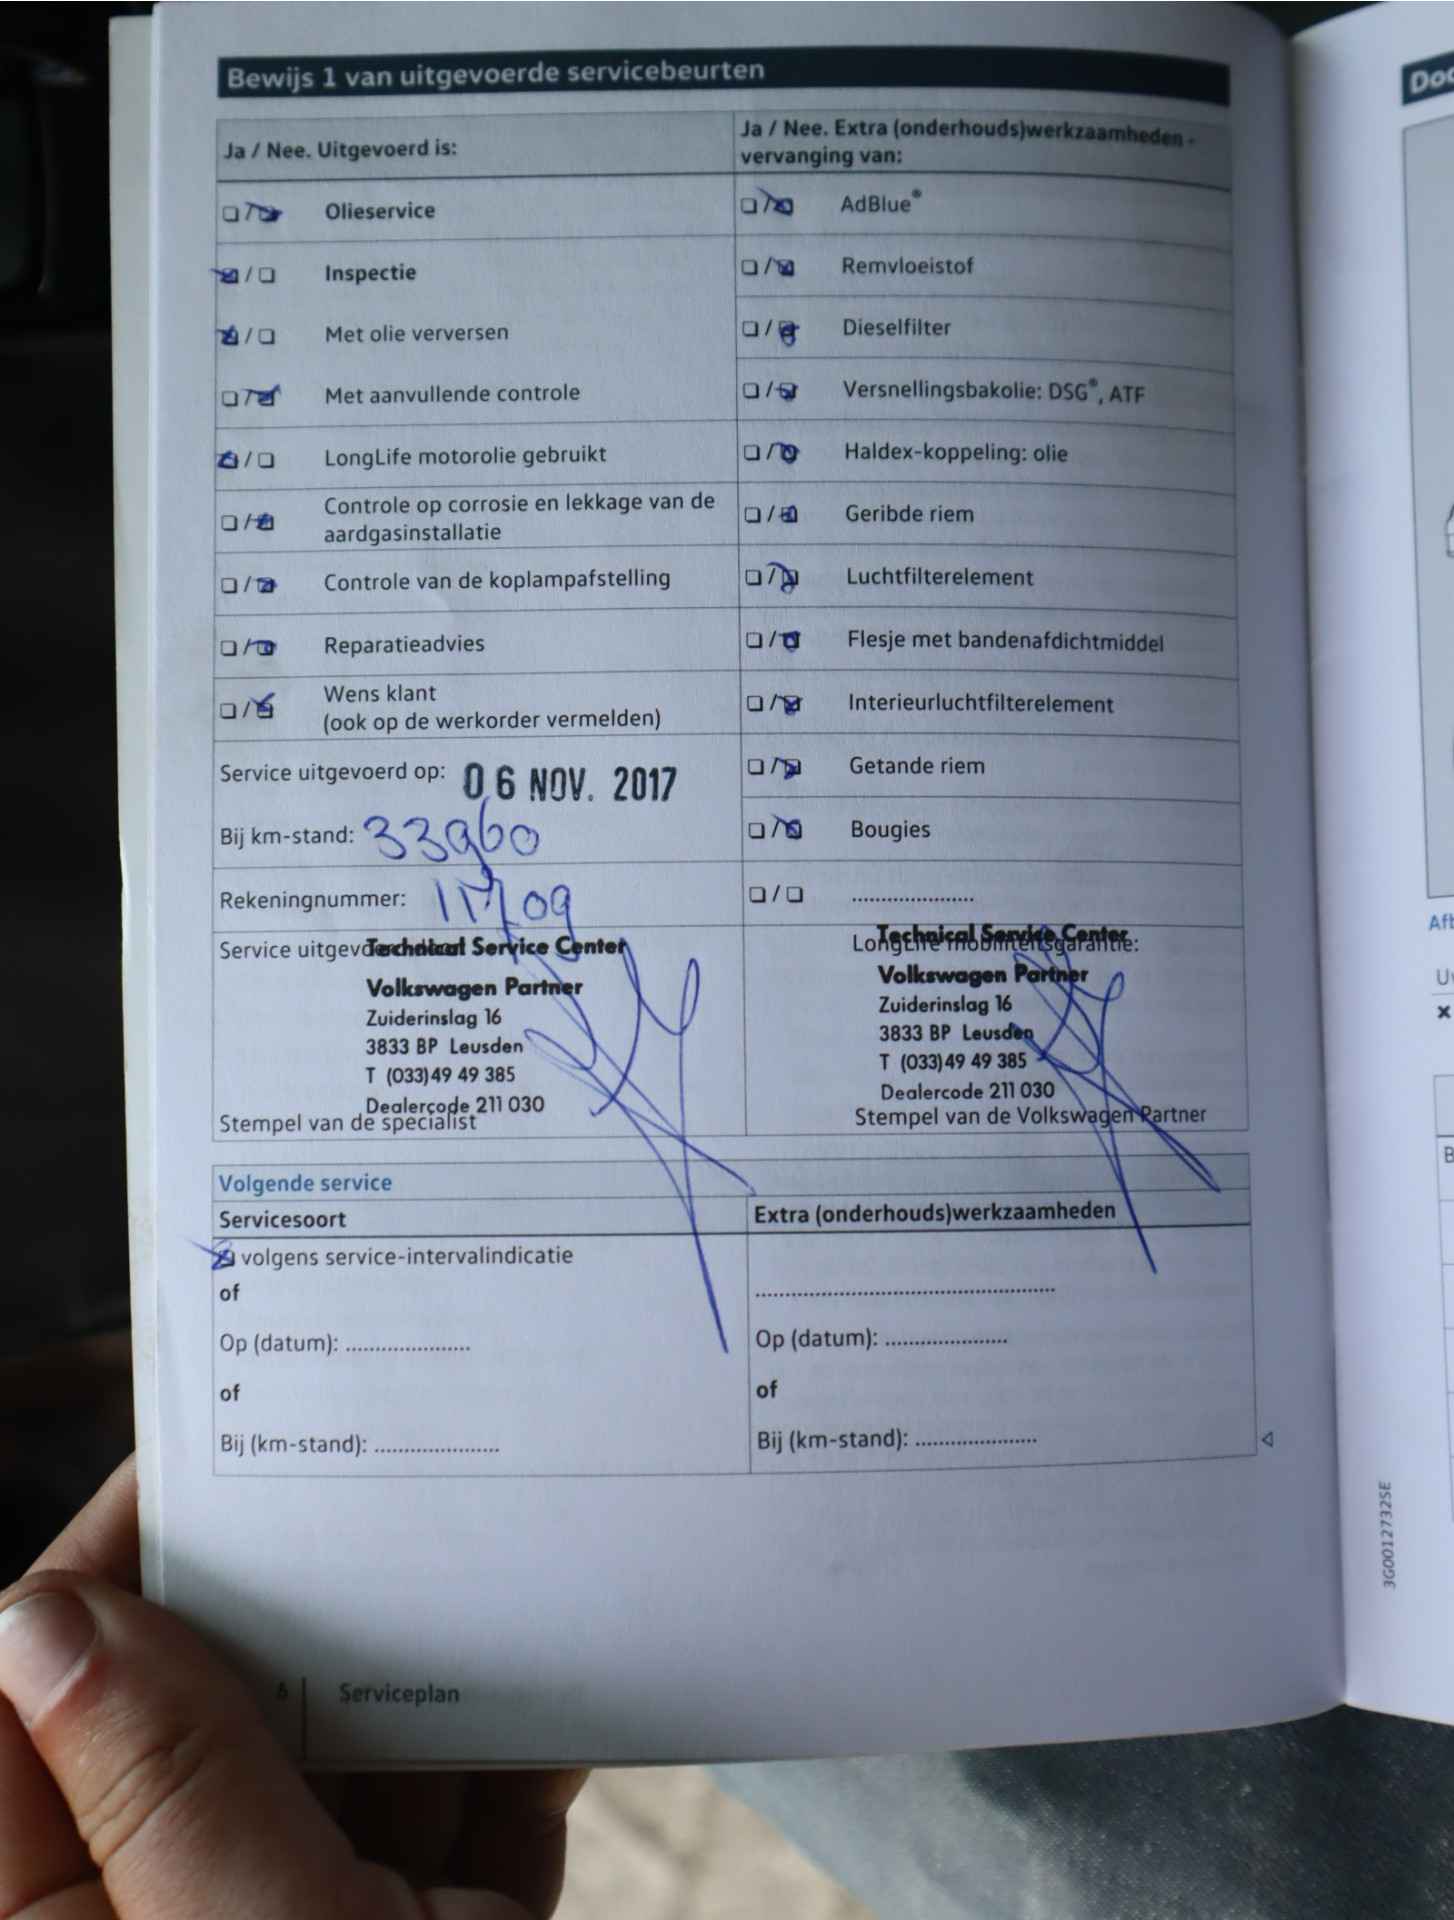 Bewijs 1 van uitgevoerde servicebeurten
Ja / Nee. Uitgevoerd is:
Olieservice
Inspectie
Met olie verversen
Met aanvullende controle
LongLife motorolie gebruikt
Controle op corrosie en lekkage van de
aardgasinstallatie
Controle van de koplampafstelling
Reparatieadvies
Wens klant
(ook op de werkorder vermelden)
Service uitgevoerd op: 06 NOV. 2017
Bij km-stand: 33960
Rekeningnummer:
Service
Technical Service Center
Volkswagen Partner
Zuiderinslag 16
3833 BP Leusden
T (033)49 49 385
Dealercode 211 030
Stempel van de specialist
Ja / Nee. Extra (onderhouds)werkzaamheden -
vervanging van:
AdBlue®
Remvloeistof
Dieselfilter
Versnellingsbakolie: DSG®, ATF
Haldex-koppeling: olie
Geribde riem
Luchtfilterelement
Flesje met bandenafdichtmiddel
Interieurluchtfilterelement
Getande riem
Bougies
....................
LongLife mobiliteitsgarantie:
Technical Service Center
Volkswagen Partner
Zuiderinslag 16
3833 BP Leusden
T (033)49 49 385
Dealercode 211 030
Stempel van de Volkswagen Partner
Volgende service
Servicesoort
volgens service-intervalindicatie
of
Op (datum): .....................
of
Bij (km-stand): .....................
Extra (onderhouds)werkzaamheden
..................................................
Op (datum): .....................
of
Bij (km-stand): .....................
6 Serviceplan
3G0012732SE